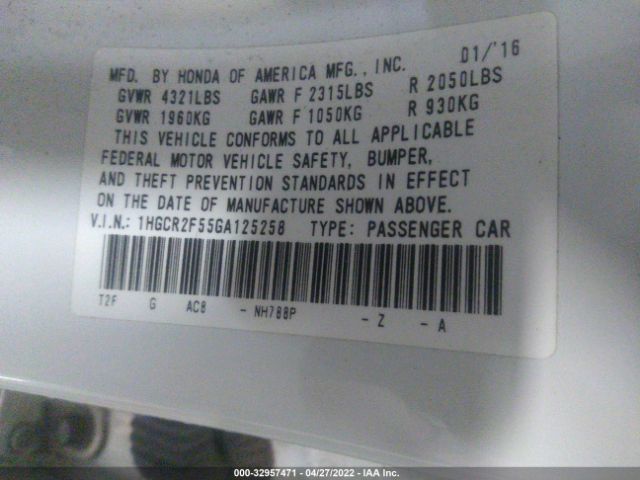 MFD. BY HONDA OF AMERICA MFG., INC. 01/'16
GVWR 4321LBS GAWR F 2315LBS R 2050LBS
GVWR 1960KG GAWR F 1050KG R 930KG
THIS VEHICLE CONFORMS TO ALL APPLICABLE
FEDERAL MOTOR VEHICLE SAFETY, BUMPER,
AND THEFT PREVENTION STANDARDS IN EFFECT
ON THE DATE OF MANUFACTURE SHOWN ABOVE.
V.I.N.: 1HGCR2F55GA125258 TYPE: PASSENGER CAR
T2F G AC8 - NH788P - Z - A
000-32957471 - 04/27/2022 - IAA Inc.